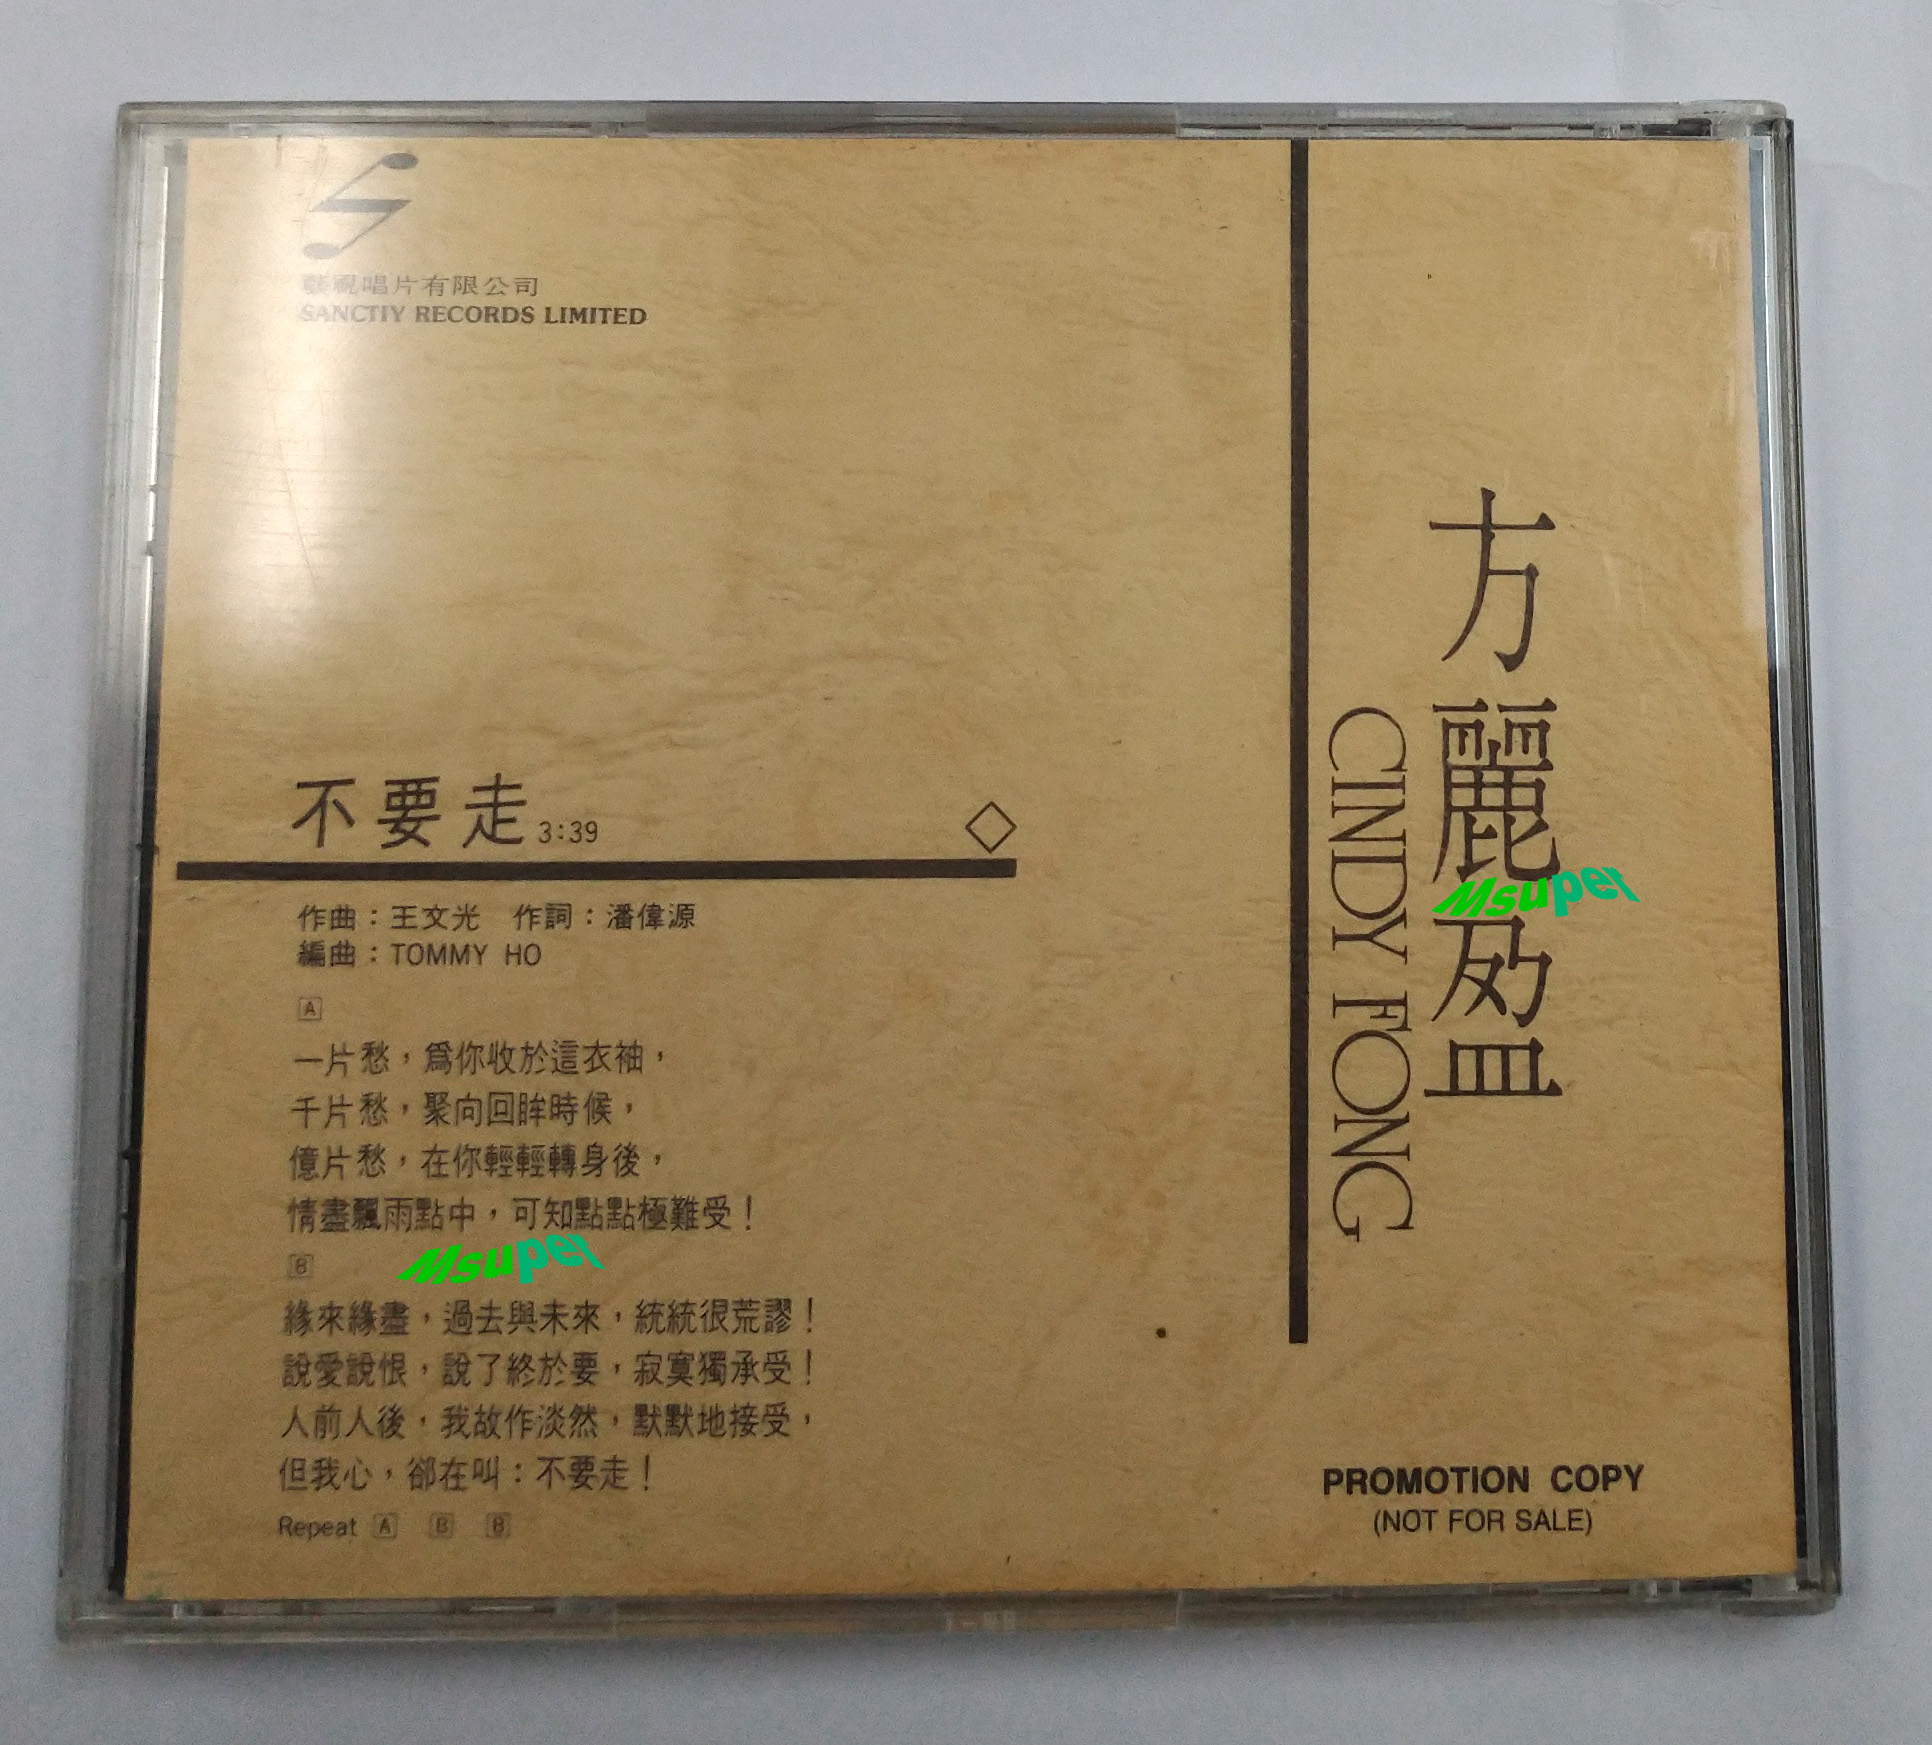 唱片有限公司
SANCTIY RECORDS LIMITED
不要走 3:39
作曲：王文光 作詞：潘偉源
編曲：TOMMY HO
A
一片愁，爲你收於這衣袖，
千片愁，聚向回眸時候，
億片愁，在你輕輕轉身後，
情盡飄雨點中，可知點點極難受！
B
緣來緣盡，過去與未來，統統很荒謬！
說愛說恨，說了終於要，寂寞獨承受！
人前人後，我故作淡然，默默地接受，
但我心，卻在叫：不要走！
Repeat A B B
方麗盈
CINDY FONG
PROMOTION COPY
(NOT FOR SALE)
Msuper
Msuper